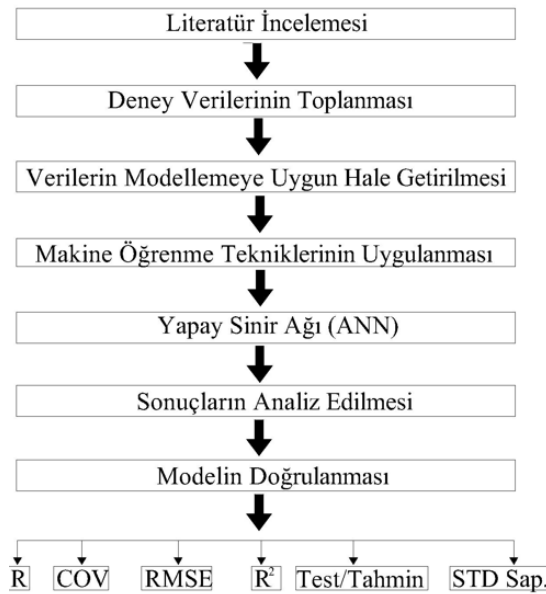 Literatür İncelemesi
Deney Verilerinin Toplanması
Verilerin Modellemeye Uygun Hale Getirilmesi
Makine Öğrenme Tekniklerinin Uygulanması
Yapay Sinir Ağı (ANN)
Sonuçların Analiz Edilmesi
Modelin Doğrulanması
R COV RMSE R² Test/Tahmin STD Sap.